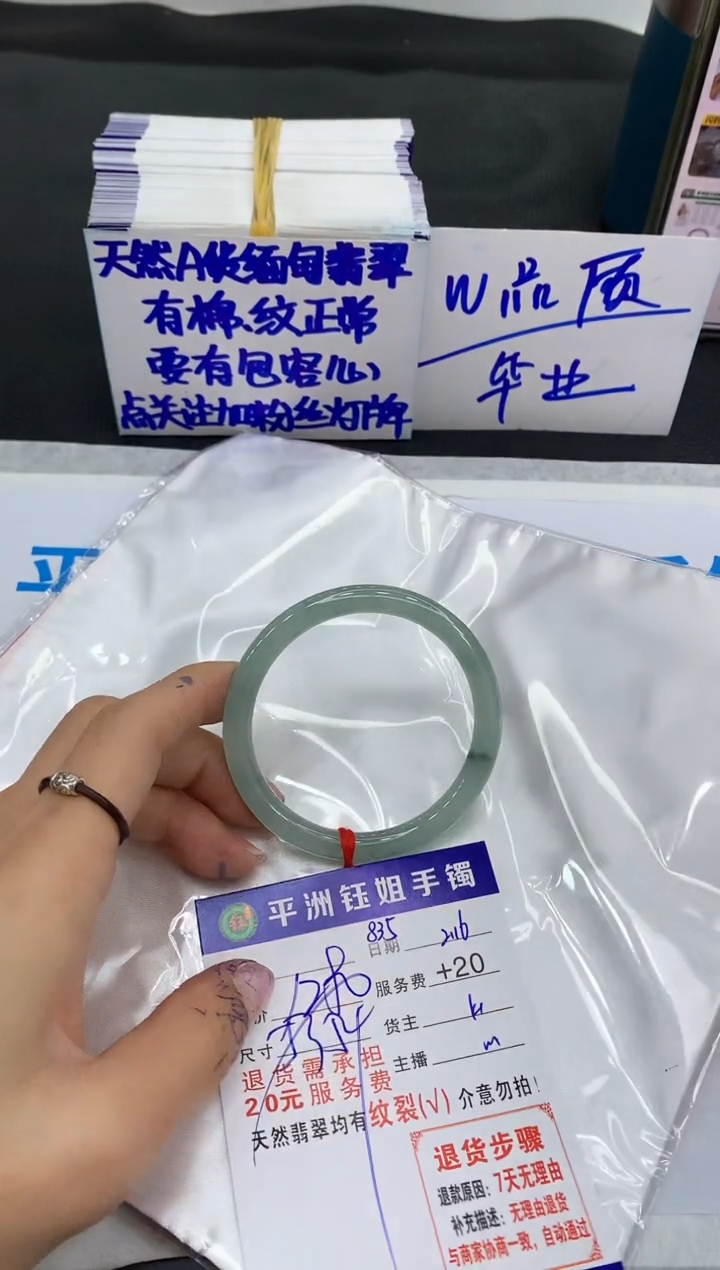 天然A货缅甸翡翠
有棉、纹正常
要有包容心
点关注加粉丝灯牌
W品质
毕业
平
平洲钰姐手镯
钰
835
日期
服务费 +20
价
货主
尺寸
主播 m
退货需承担
20元服务费
天然翡翠均有纹裂(√) 介意勿拍!
退货步骤
退款原因: 7天无理由
补充描述: 无理由退货
与商家协商一致, 自动通过